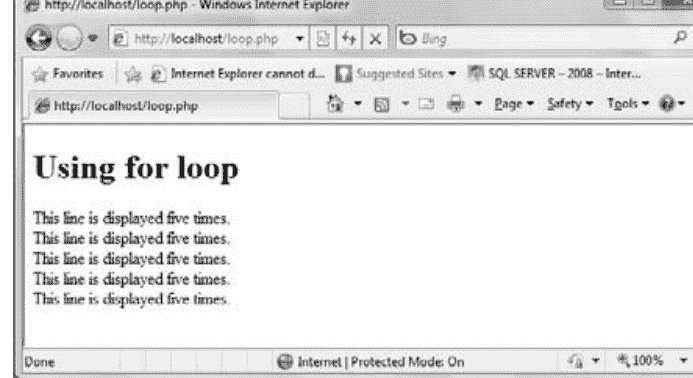 http://localhost/loop.php - Windows Internet Explorer
http://localhost/loop.php
Bing
Favorites Internet Explorer cannot d... Suggested Sites SQL SERVER – 2008 – Inter...
http://localhost/loop.php Page Safety Tools
Using for loop
This line is displayed five times.
This line is displayed five times.
This line is displayed five times.
This line is displayed five times.
This line is displayed five times.
Done Internet | Protected Mode: On 100%